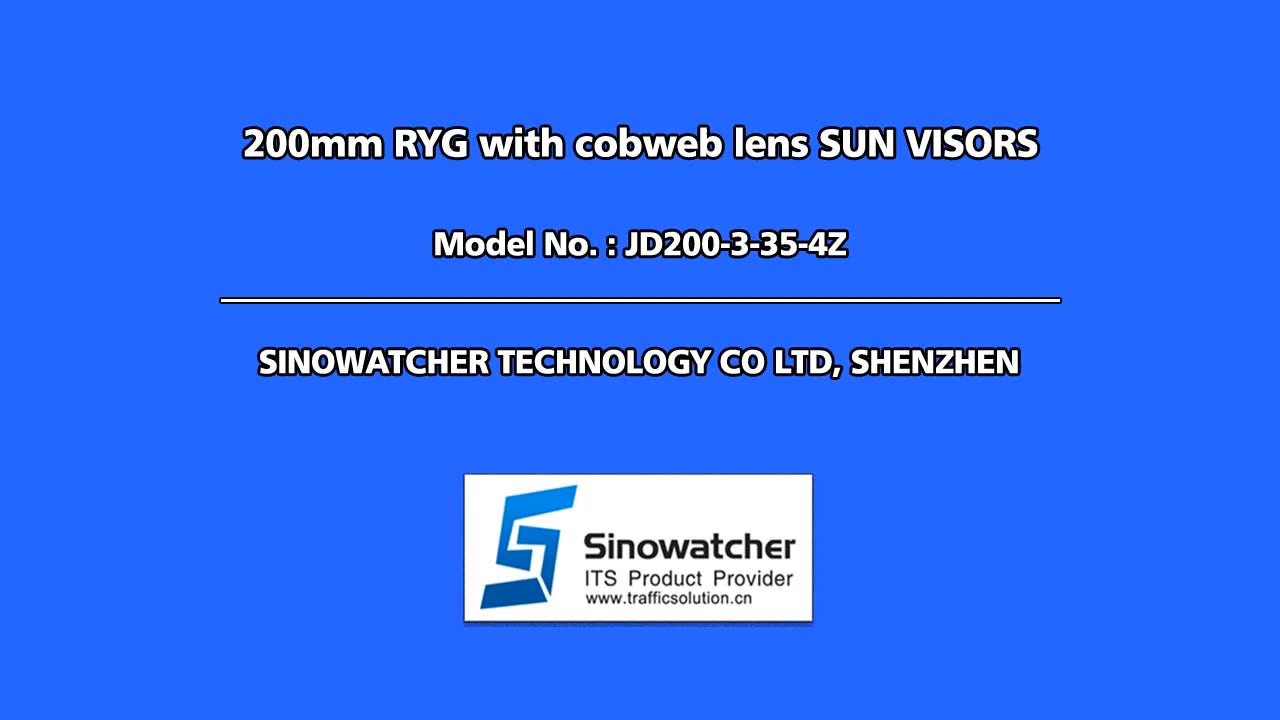 200mm RYG with cobweb lens SUN VISORS
Model No. : JD200-3-35-4Z
SINOWATCHER TECHNOLOGY CO LTD, SHENZHEN
Sinowatcher
ITS Product Provider
www.trafficsolution.cn